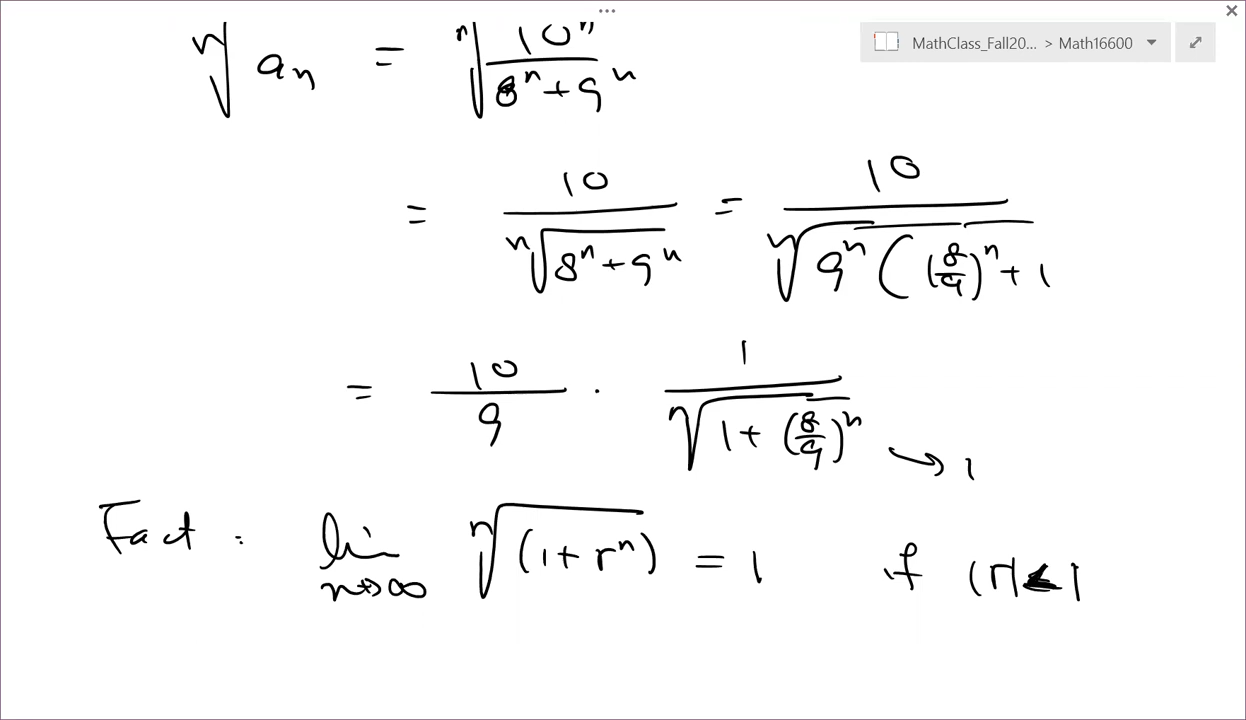 MathClass_Fall20... > Math16600
ⁿ√aₙ = ⁿ√(10ⁿ/(8ⁿ+9ⁿ))
= 10/ⁿ√(8ⁿ+9ⁿ) = 10/ⁿ√(9ⁿ((8/9)ⁿ+1
= 10/9 · 1/ⁿ√(1+(8/9)ⁿ) → 1
Fact : lim n→∞ ⁿ√(1+rⁿ) = 1 if |r|<1